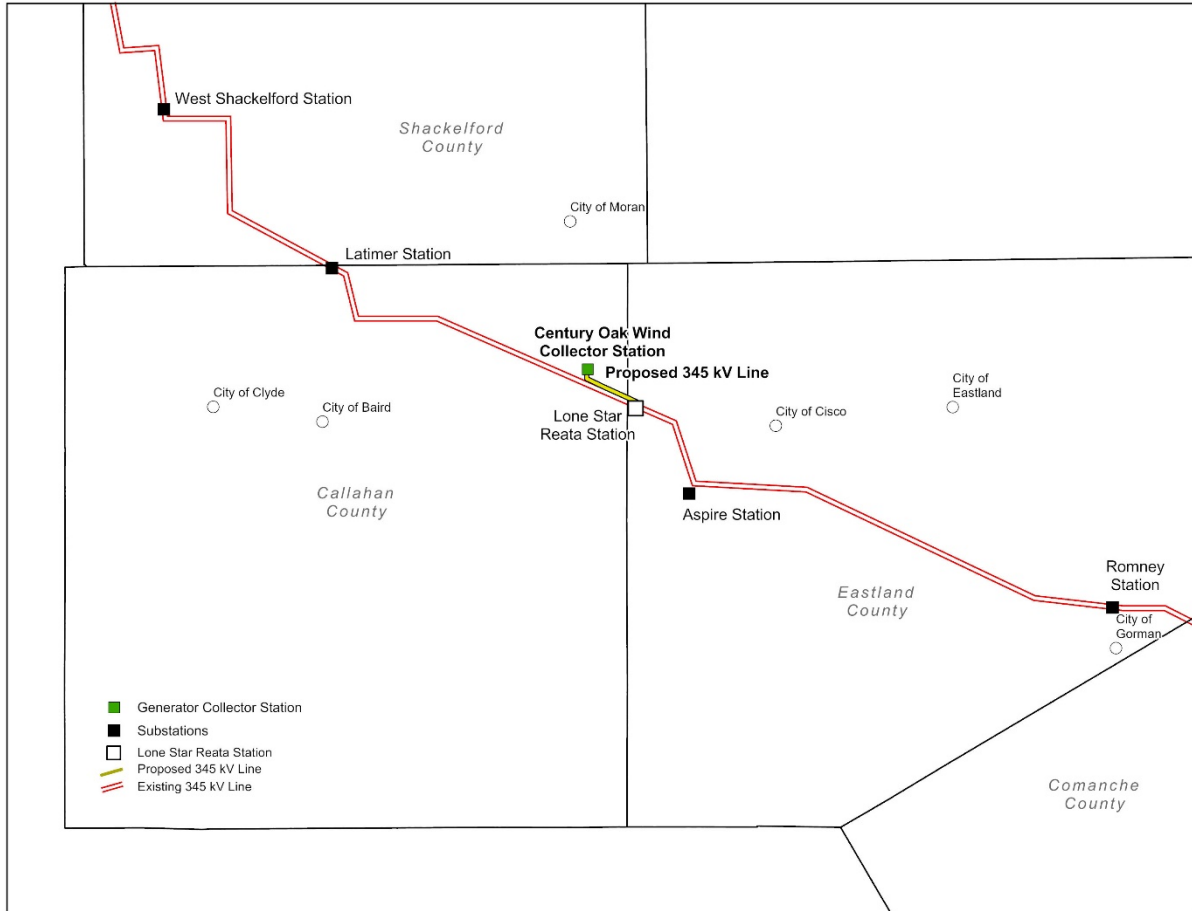 West Shackelford Station
Shackelford
County
City of Moran
Latimer Station
Century Oak Wind
Collector Station
Proposed 345 kV Line
City of
Eastland
City of Clyde
City of Baird
Lone Star
Reata Station
City of Cisco
Callahan
County
Aspire Station
Romney
Station
Eastland
County
City of
Gorman
Generator Collector Station
Substations
Lone Star Reata Station
Proposed 345 kV Line
Existing 345 kV Line
Comanche
County